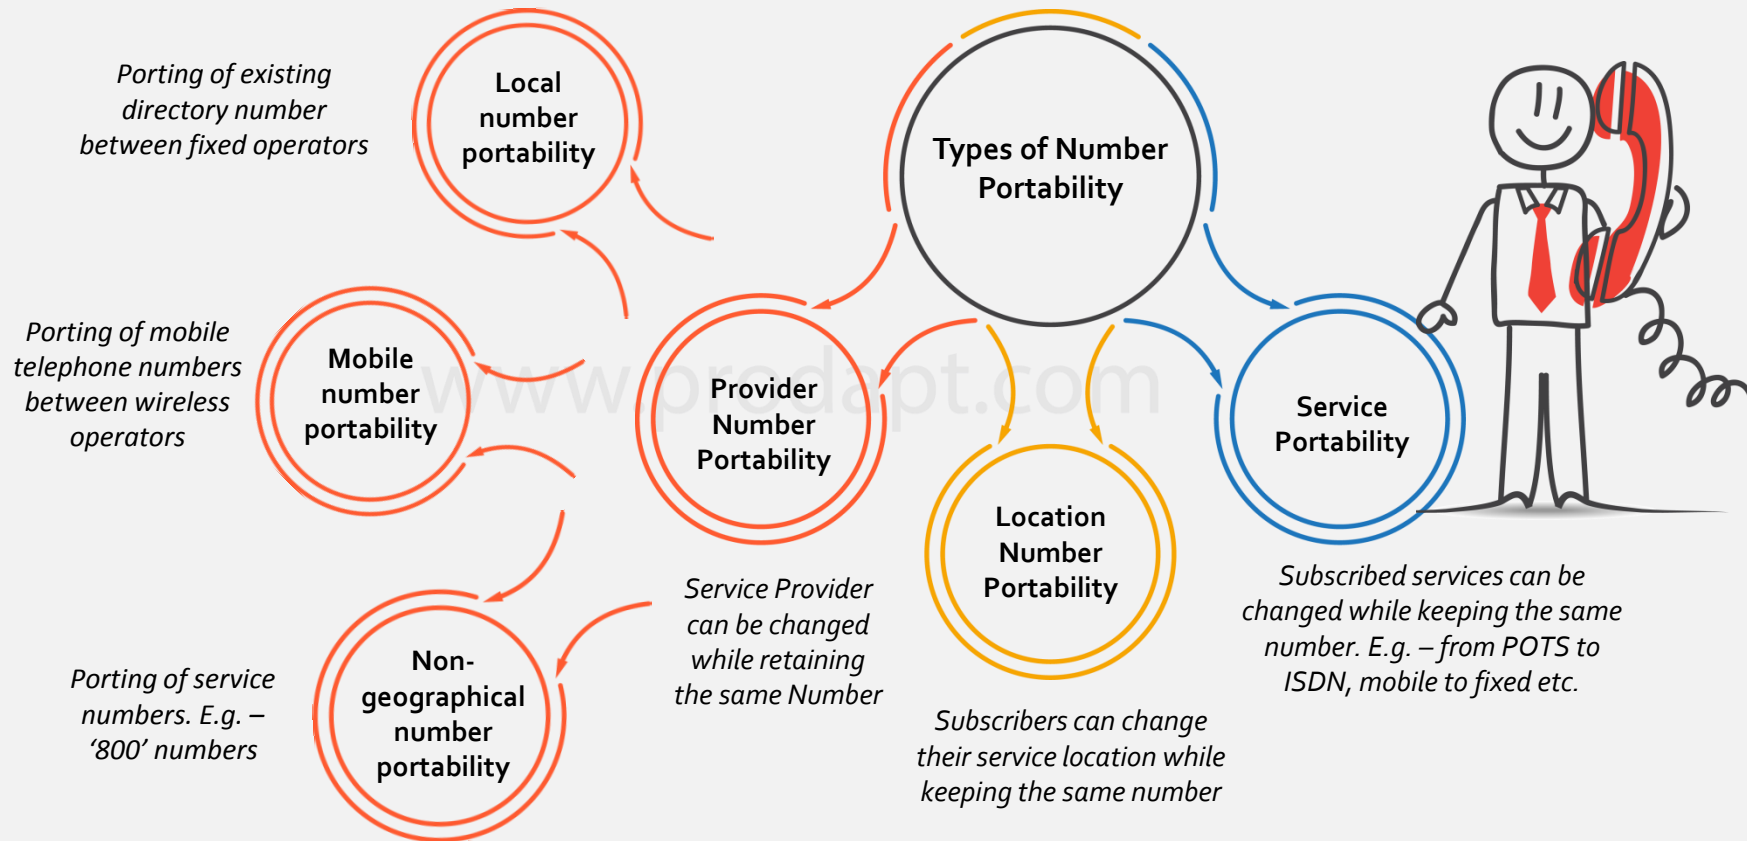 Types of Number
Portability
Local
number
portability
Porting of existing
directory number
between fixed operators
Mobile
number
portability
Porting of mobile
telephone numbers
between wireless
operators
Non-
geographical
number
portability
Porting of service
numbers. E.g. –
‘800’ numbers
Provider
Number
Portability
Service Provider
can be changed
while retaining
the same Number
Location
Number
Portability
Subscribers can change
their service location while
keeping the same number
Service
Portability
Subscribed services can be
changed while keeping the same
number. E.g. – from POTS to
ISDN, mobile to fixed etc.
www.prodapt.com